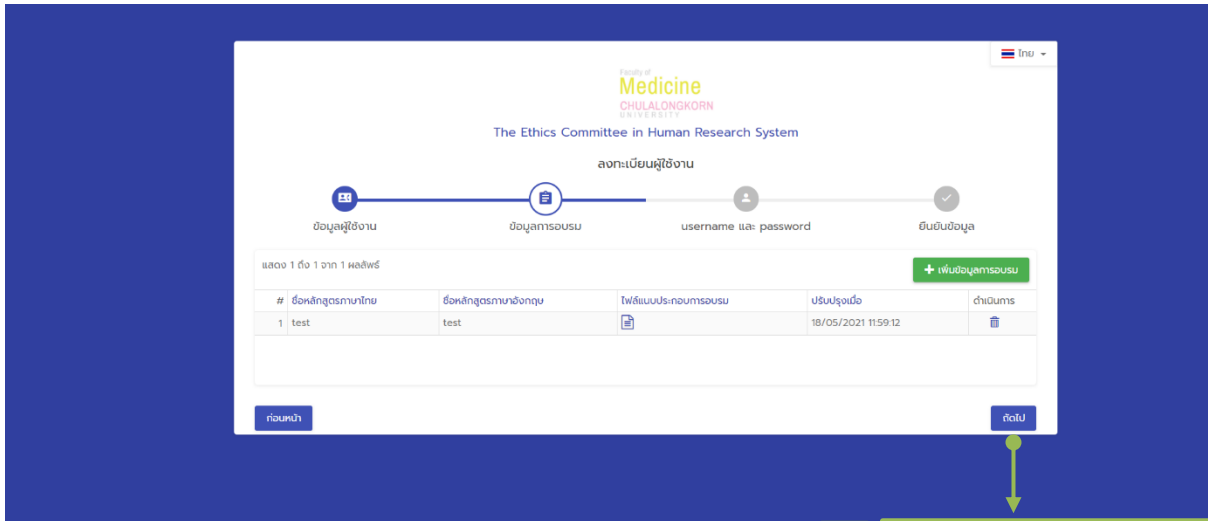 ไทย
Faculty of
Medicine
CHULALONGKORN
UNIVERSITY
The Ethics Committee in Human Research System
ลงทะเบียนผู้ใช้งาน
ข้อมูลผู้ใช้งาน ข้อมูลการอบรม username และ password ยืนยันข้อมูล
แสดง 1 ถึง 1 จาก 1 ผลลัพธ์ เพิ่มข้อมูลการอบรม
# ชื่อหลักสูตรภาษาไทย ชื่อหลักสูตรภาษาอังกฤษ ไฟล์แนบประกอบการอบรม ปรับปรุงเมื่อ ดำเนินการ
1 test test 18/05/2021 11:59:12
ก่อนหน้า ถัดไป